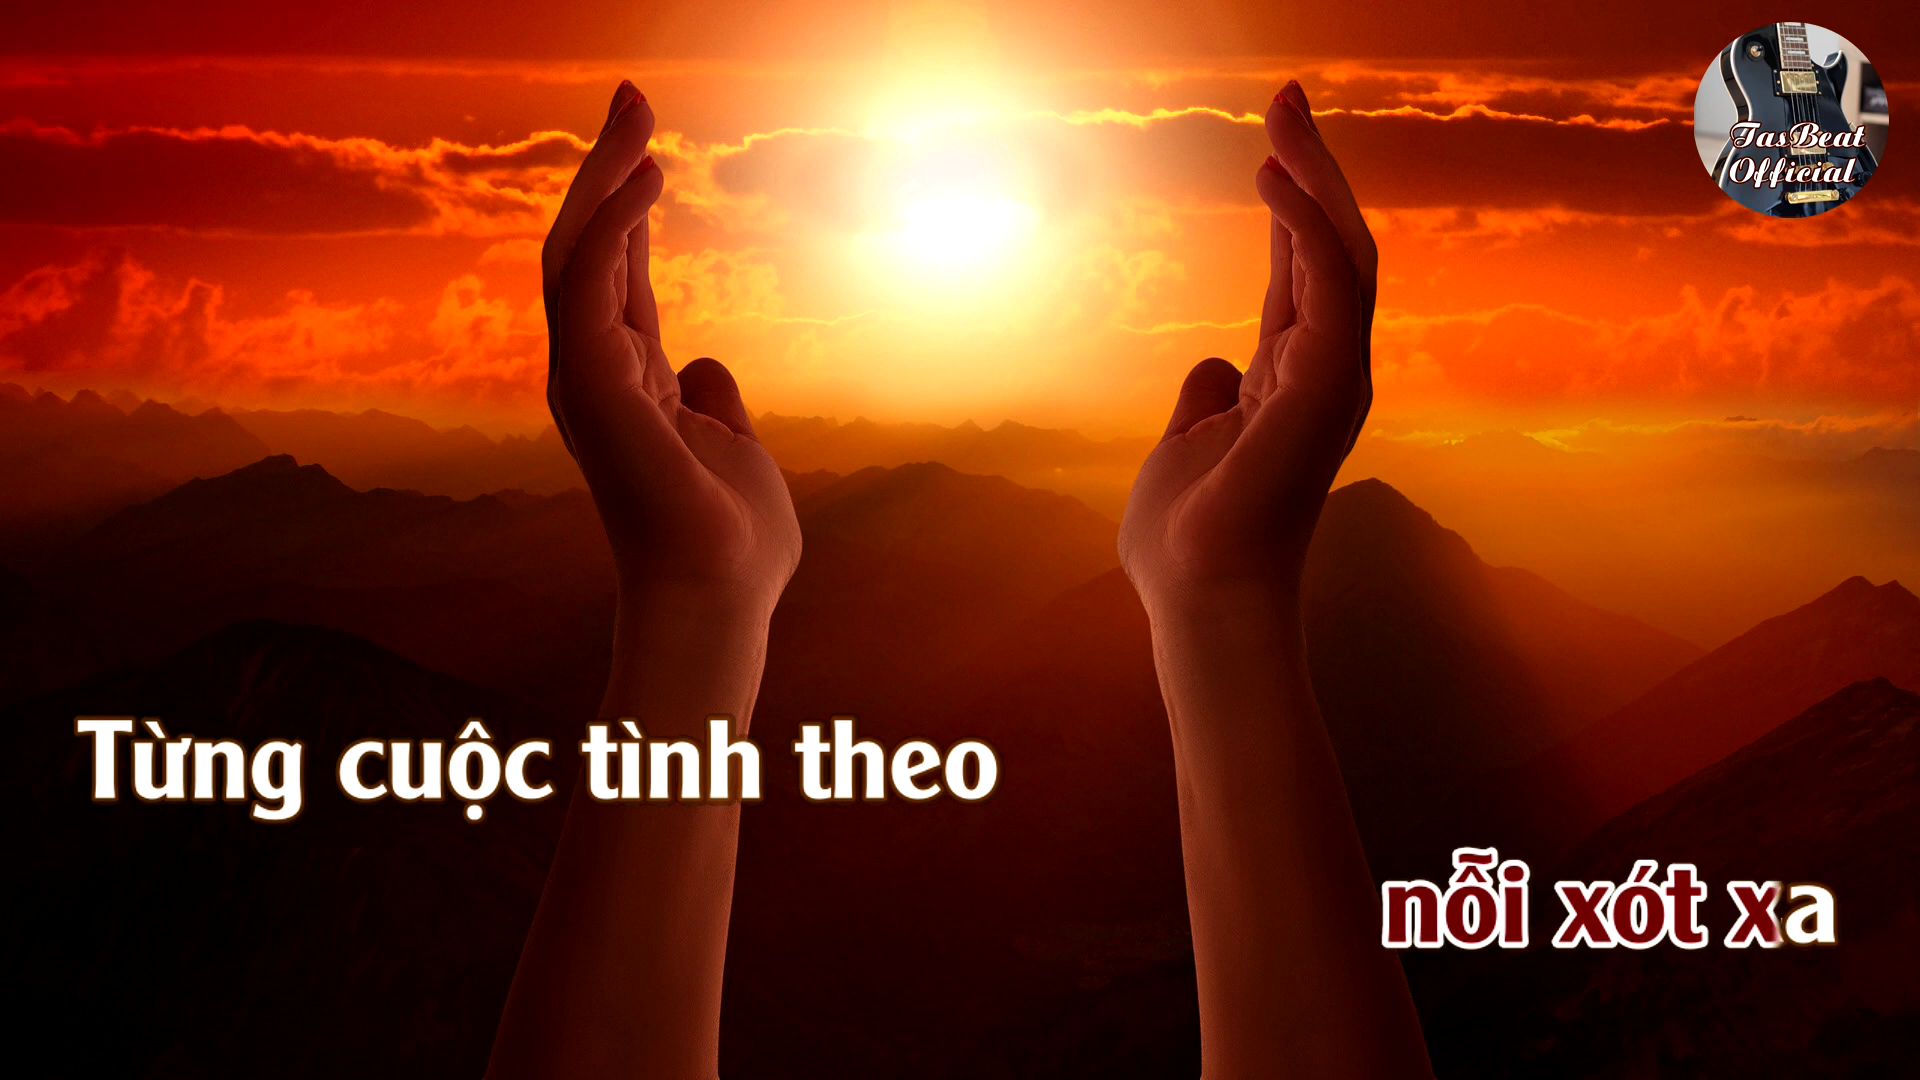 TasBeat
Official
Từng cuộc tình theo
nỗi xót xa